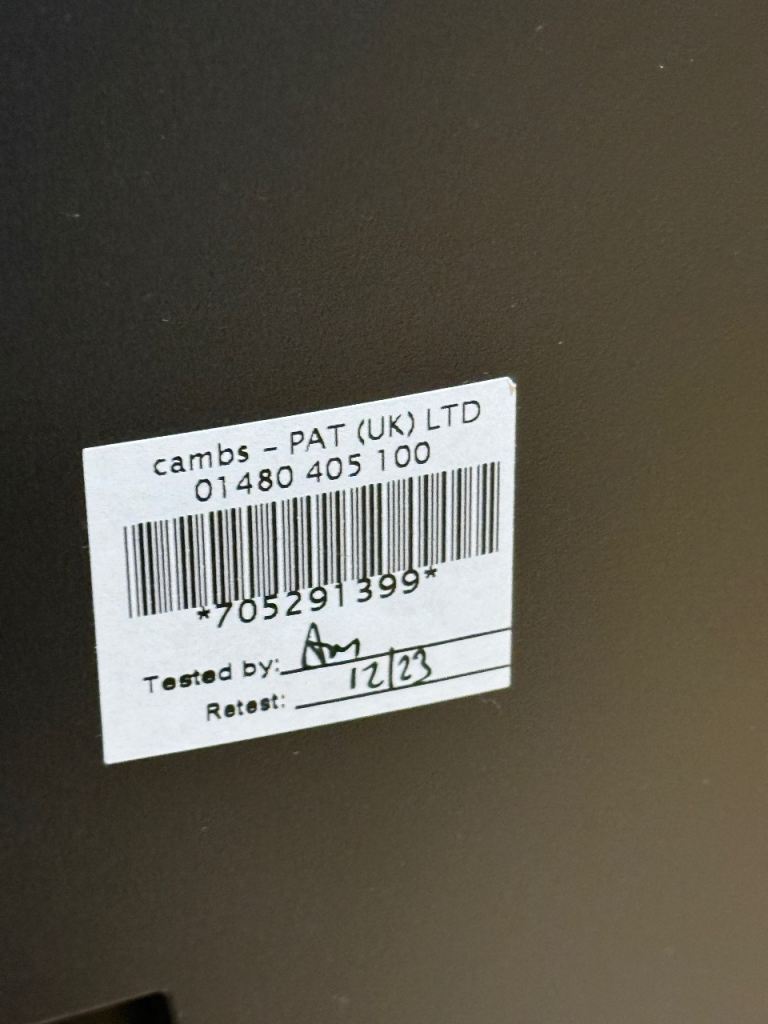 cambs - PAT (UK) LTD
01480 405 100
*705291399*
Tested by:
Retest: 12/23